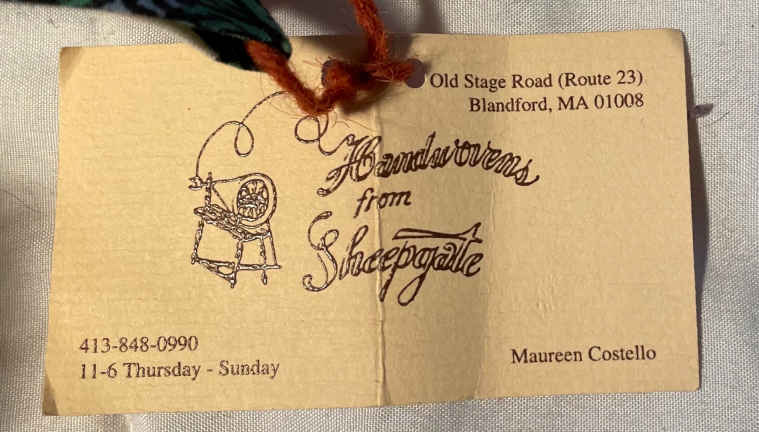 Old Stage Road (Route 23)
Blandford, MA 01008
Handwovens
from
Sheepgate
413-848-0990
11-6 Thursday - Sunday
Maureen Costello